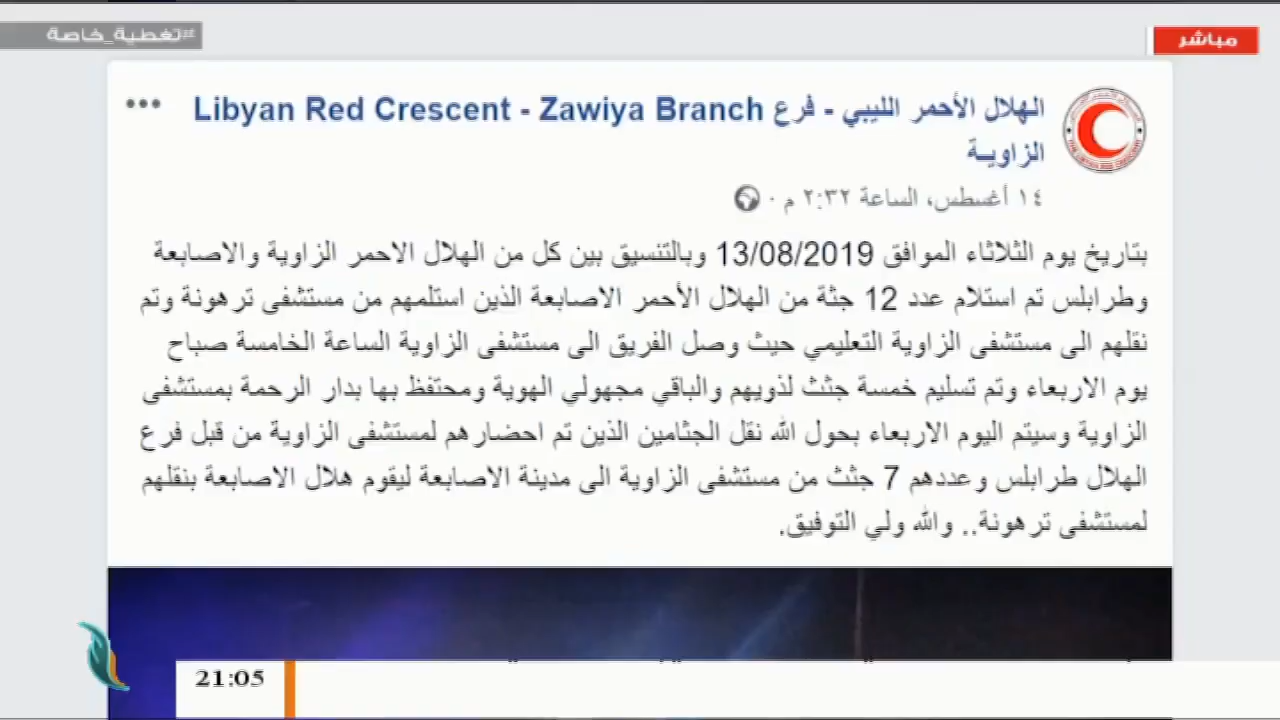 #تغطية_خاصة
مباشر
الهلال الأحمر الليبي - فرع Libyan Red Crescent - Zawiya Branch
الزاويـة
١٤ أغسطس، الساعة ٢:٣٢ م ·
بتاريخ يوم الثلاثاء الموافق 13/08/2019 وبالتنسيق بين كل من الهلال الاحمر الزاوية والاصابعة
وطرابلس تم استلام عدد 12 جثة من الهلال الأحمر الاصابعة الذين استلمهم من مستشفى ترهونة وتم
نقلهم الى مستشفى الزاوية التعليمي حيث وصل الفريق الى مستشفى الزاوية الساعة الخامسة صباح
يوم الاربعاء وتم تسليم خمسة جثث لذويهم والباقي مجهولي الهوية ومحتفظ بها بدار الرحمة بمستشفى
الزاوية وسيتم اليوم الاربعاء بحول الله نقل الجثامين الذين تم احضارهم لمستشفى الزاوية من قبل فرع
الهلال طرابلس وعددهم 7 جثث من مستشفى الزاوية الى مدينة الاصابعة ليقوم هلال الاصابعة بنقلهم
لمستشفى ترهونة.. والله ولي التوفيق.
21:05